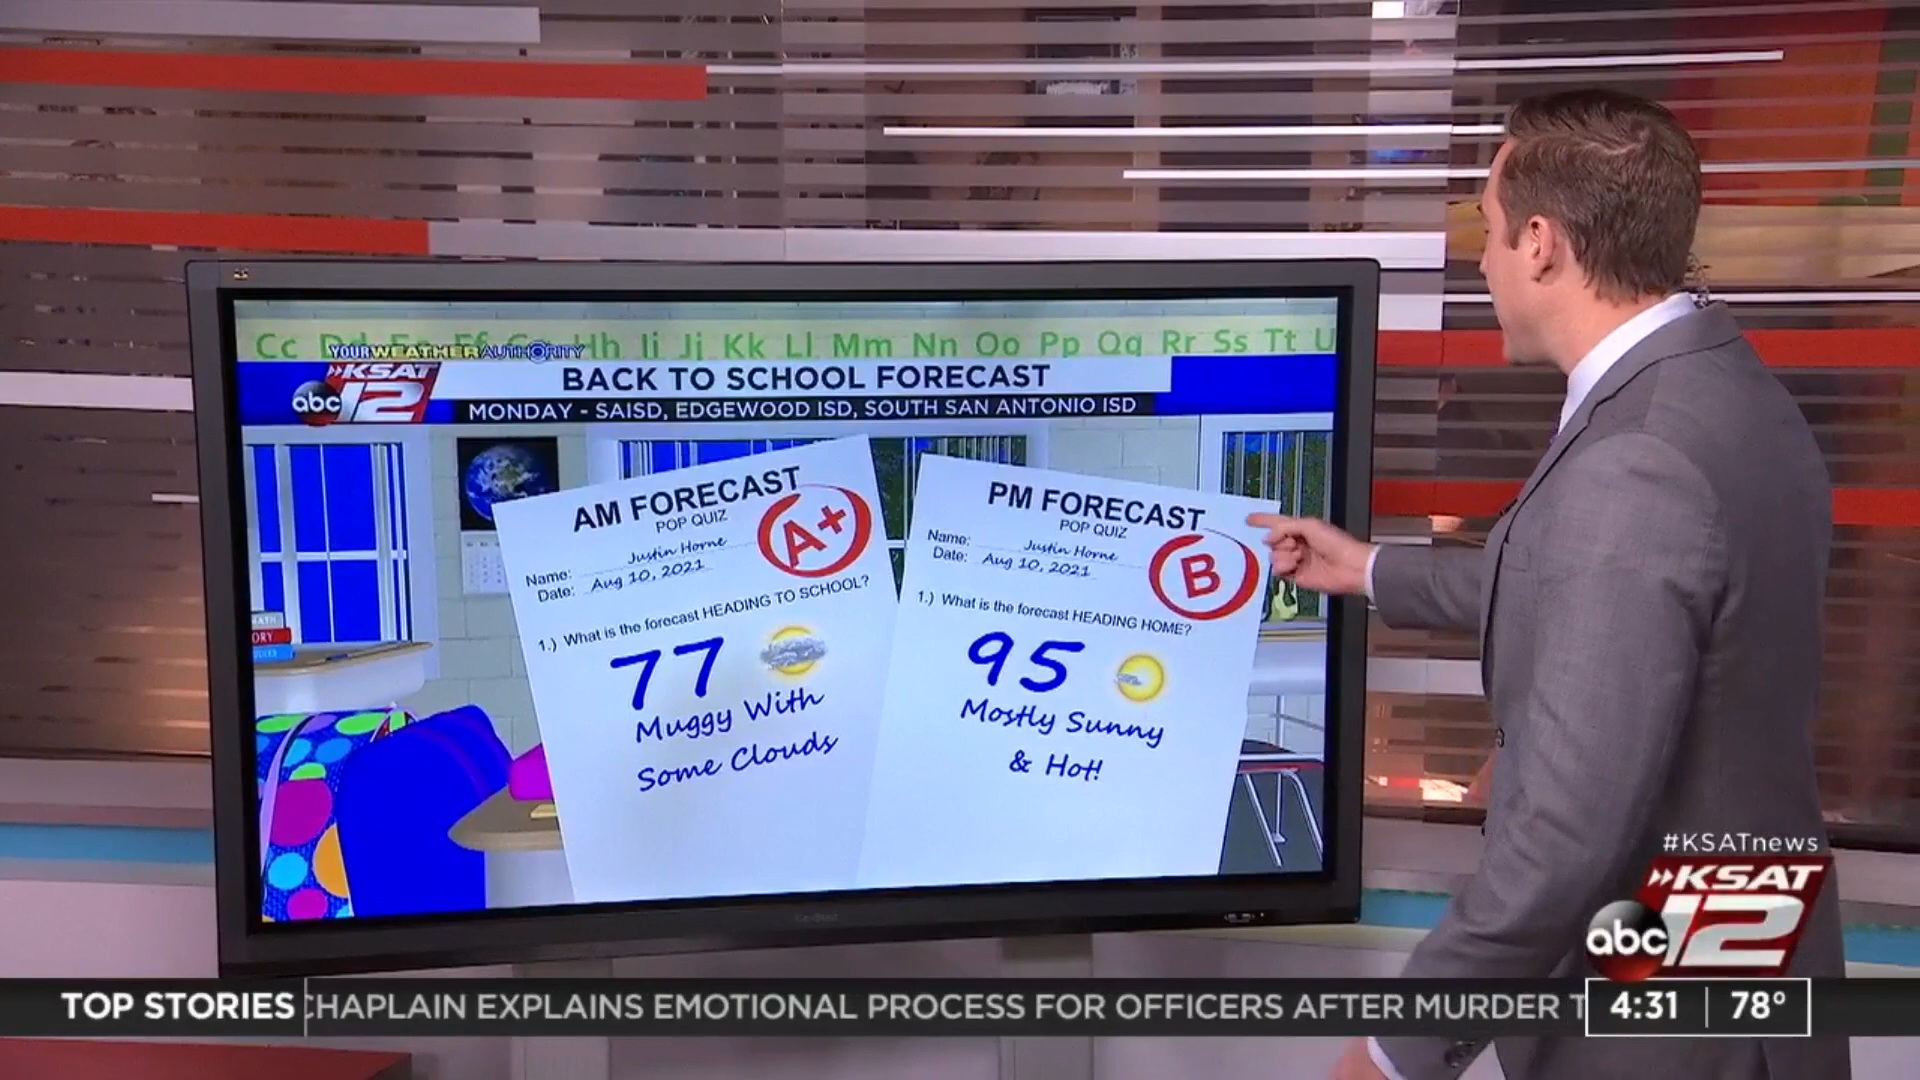 Cc Dd Ee Ff Gg Hh Ii Jj Kk Ll Mm Nn Oo Pp Qq Rr Ss Tt U
YOUR WEATHER AUTHORITY
KSAT
abc 12
BACK TO SCHOOL FORECAST
MONDAY - SAISD, EDGEWOOD ISD, SOUTH SAN ANTONIO ISD
AM FORECAST
POP QUIZ
A+
Name: Justin Horne
Date: Aug 10, 2021
1.) What is the forecast HEADING TO SCHOOL?
77
Muggy With
Some Clouds
PM FORECAST
POP QUIZ
B
Name: Justin Horne
Date: Aug 10, 2021
1.) What is the forecast HEADING HOME?
95
Mostly Sunny
& Hot!
#KSATnews
KSAT
abc 12
TOP STORIES CHAPLAIN EXPLAINS EMOTIONAL PROCESS FOR OFFICERS AFTER MURDER T
4:31 78°